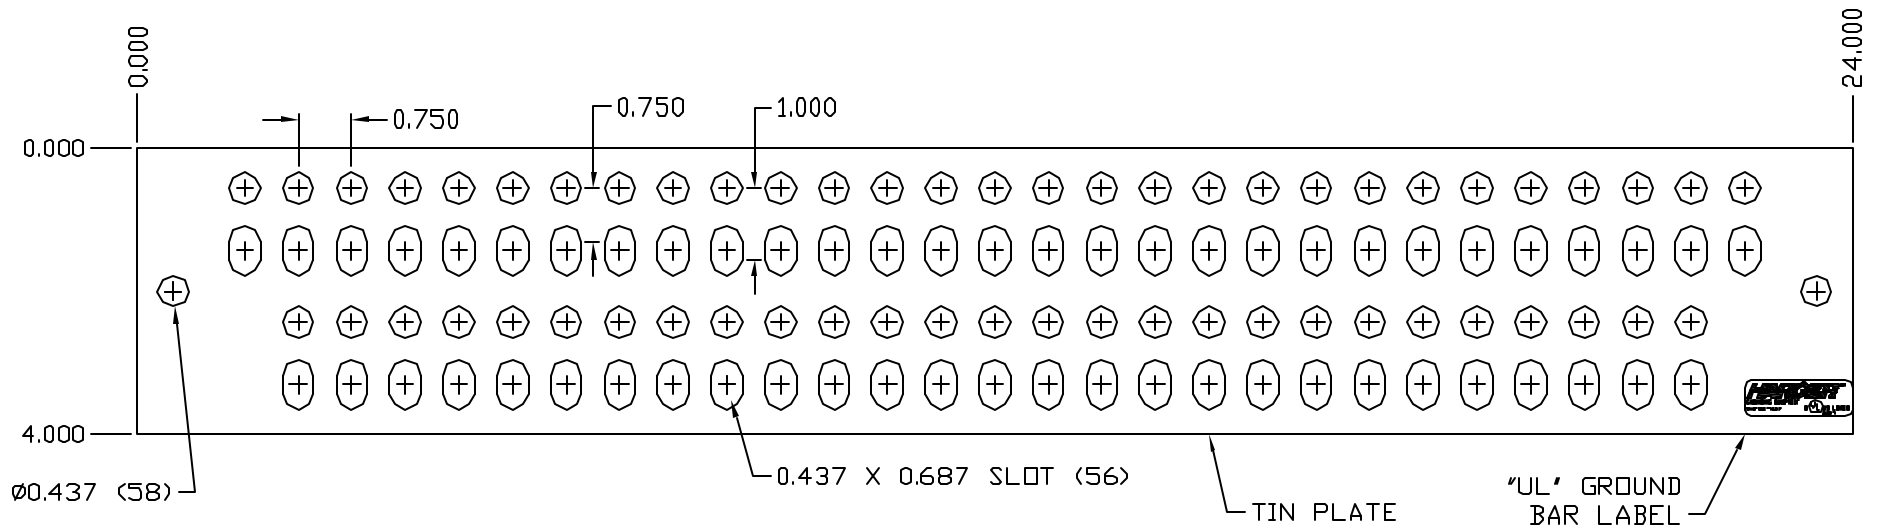 0.000
24.000
0.750
0.750
1.000
0.000
4.000
Ø0.437 (58)
0.437 X 0.687 SLOT (56)
TIN PLATE
"UL" GROUND
BAR LABEL